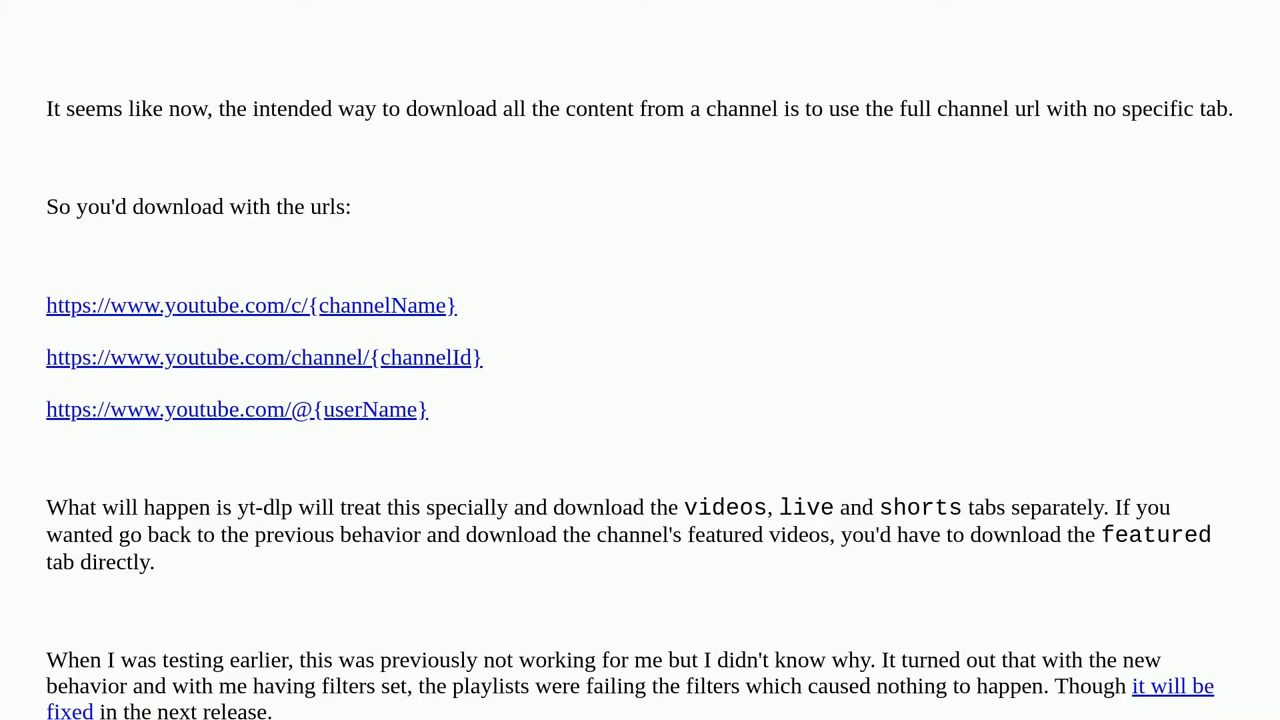 It seems like now, the intended way to download all the content from a channel is to use the full channel url with no specific tab.
So you'd download with the urls:
https://www.youtube.com/c/{channelName}
https://www.youtube.com/channel/{channelId}
https://www.youtube.com/@{userName}
What will happen is yt-dlp will treat this specially and download the videos, live and shorts tabs separately. If you
wanted go back to the previous behavior and download the channel's featured videos, you'd have to download the featured
tab directly.
When I was testing earlier, this was previously not working for me but I didn't know why. It turned out that with the new
behavior and with me having filters set, the playlists were failing the filters which caused nothing to happen. Though it will be
fixed in the next release.